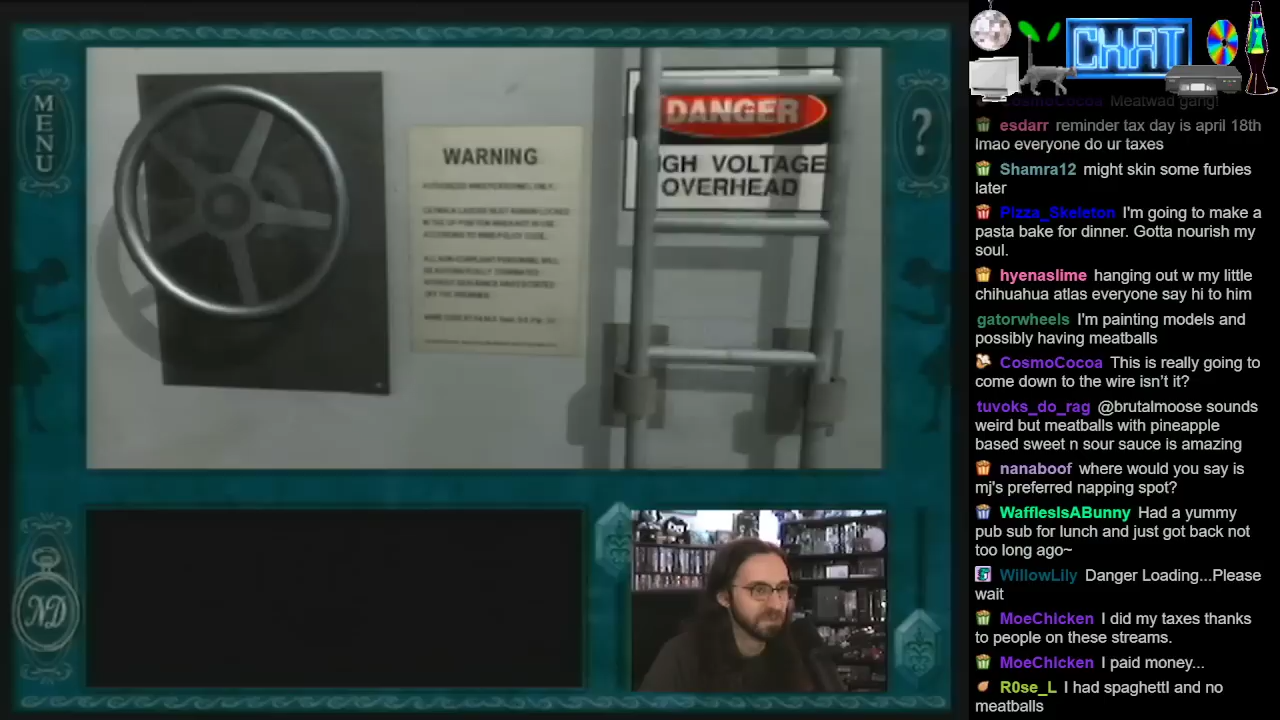 MENU
WARNING
DANGER
HIGH VOLTAGE
OVERHEAD
?
ND
CHAT
CosmoCocoa Meatwad gang!
esdarr reminder tax day is april 18th
lmao everyone do ur taxes
Shamra12 might skin some furbies
later
Pizza_Skeleton I'm going to make a
pasta bake for dinner. Gotta nourish my
soul.
hyenaslime hanging out w my little
chihuahua atlas everyone say hi to him
gatorwheels I'm painting models and
possibly having meatballs
CosmoCocoa This is really going to
come down to the wire isn't it?
tuvoks_do_rag @brutalmoose sounds
weird but meatballs with pineapple
based sweet n sour sauce is amazing
nanaboof where would you say is
mj's preferred napping spot?
WafflesIsABunny Had a yummy
pub sub for lunch and just got back not
too long ago~
WillowLily Danger Loading...Please
wait
MoeChicken I did my taxes thanks
to people on these streams.
MoeChicken I paid money...
R0se_L I had spaghettI and no
meatballs